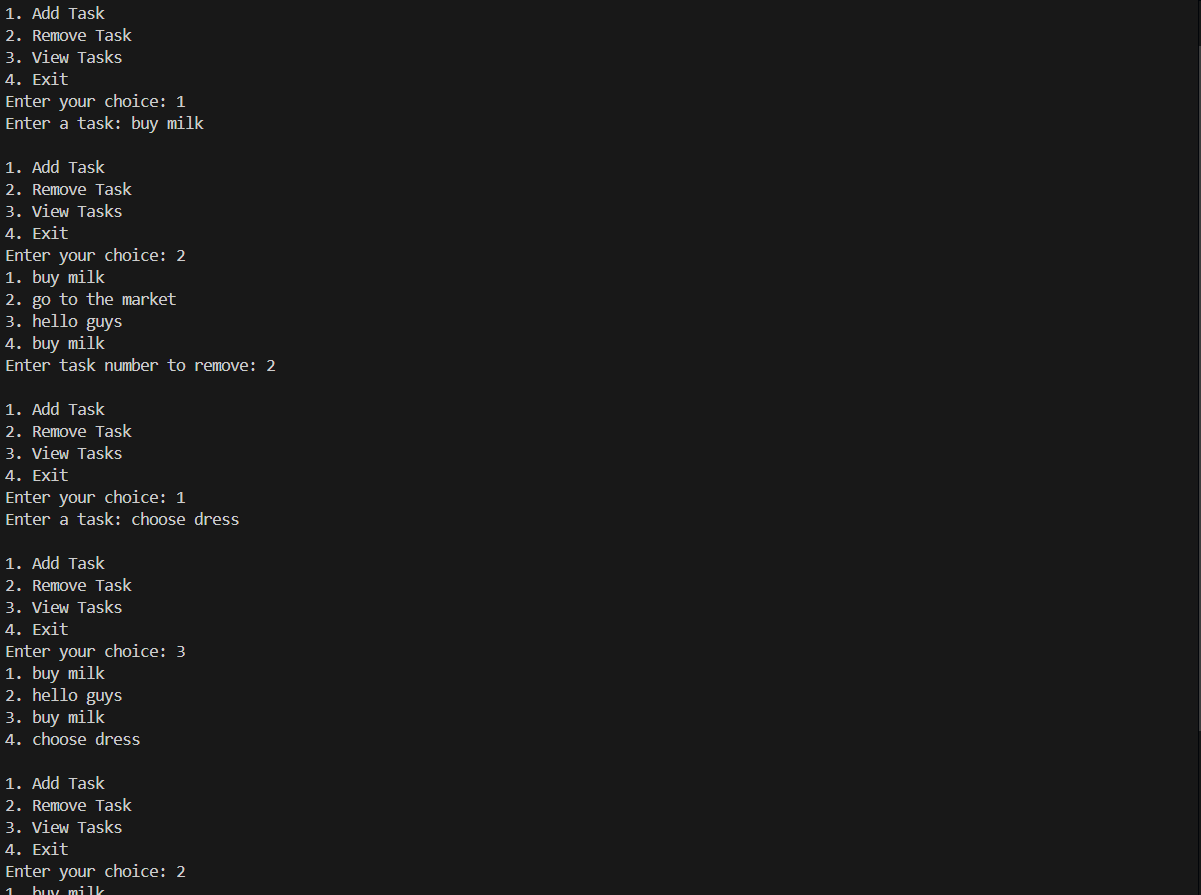 1. Add Task
2. Remove Task
3. View Tasks
4. Exit
Enter your choice: 1
Enter a task: buy milk

1. Add Task
2. Remove Task
3. View Tasks
4. Exit
Enter your choice: 2
1. buy milk
2. go to the market
3. hello guys
4. buy milk
Enter task number to remove: 2

1. Add Task
2. Remove Task
3. View Tasks
4. Exit
Enter your choice: 1
Enter a task: choose dress

1. Add Task
2. Remove Task
3. View Tasks
4. Exit
Enter your choice: 3
1. buy milk
2. hello guys
3. buy milk
4. choose dress

1. Add Task
2. Remove Task
3. View Tasks
4. Exit
Enter your choice: 2
1. buy milk